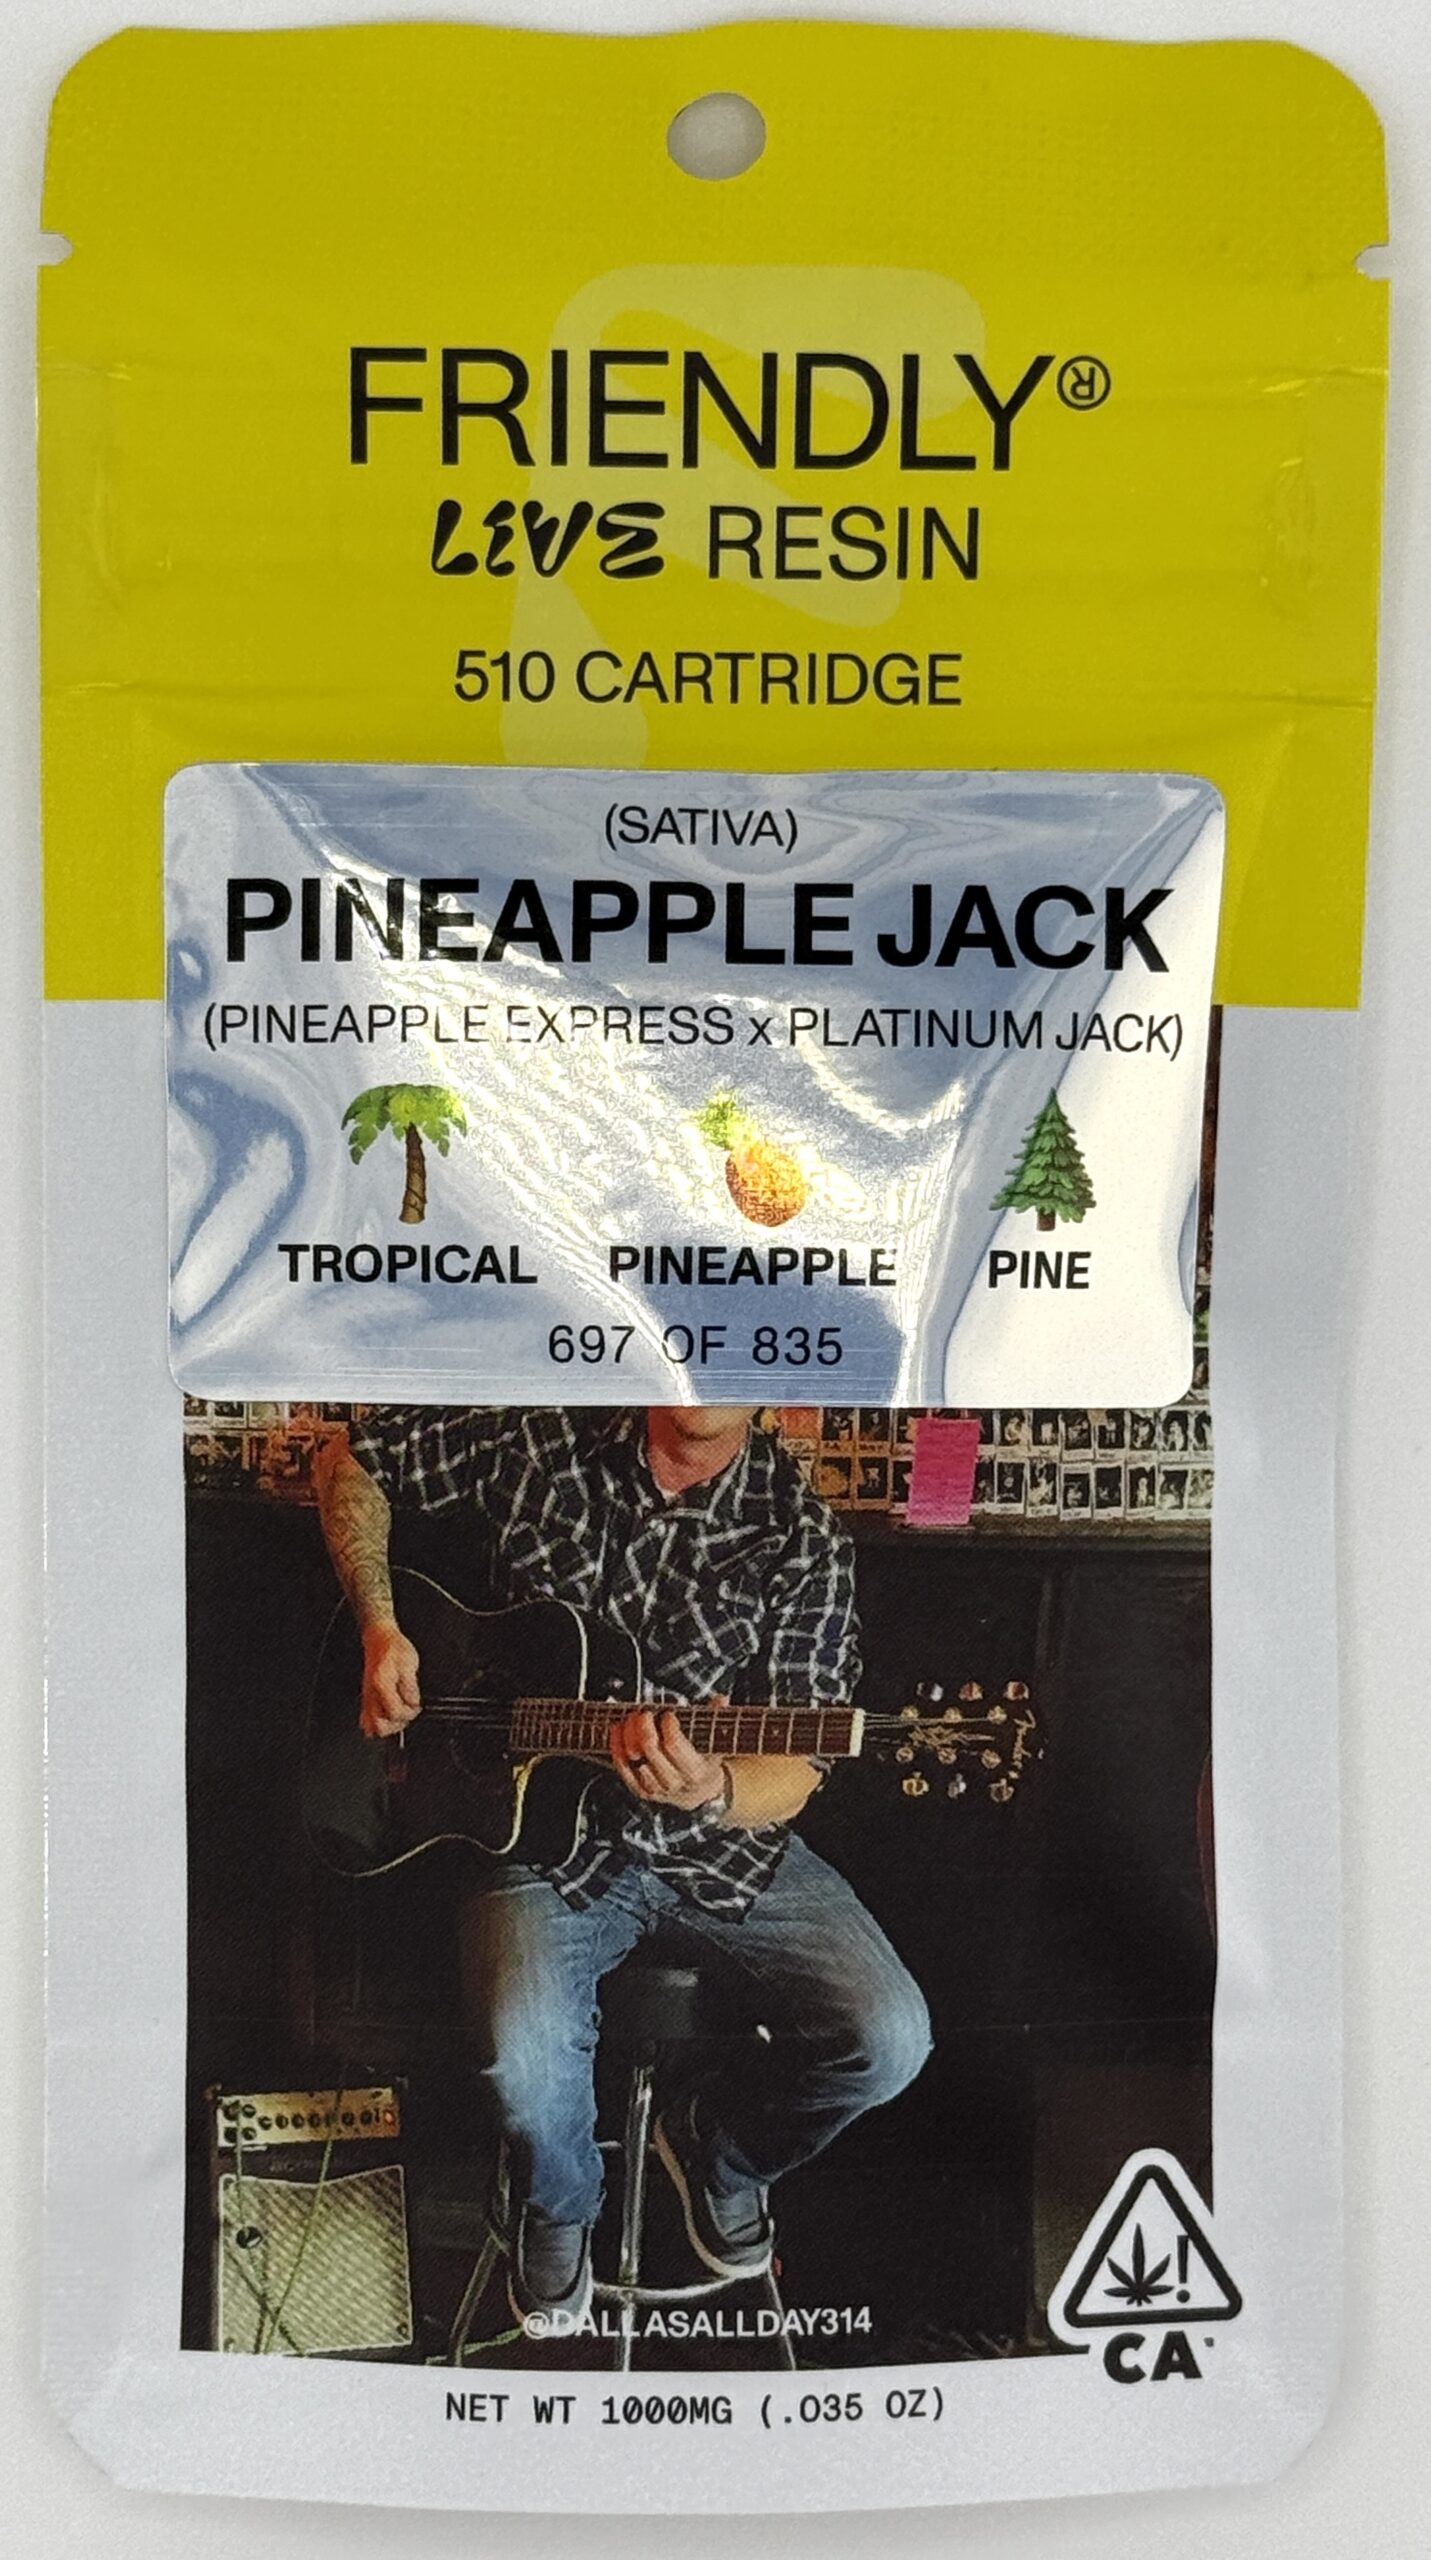 FRIENDLY®
LIVE RESIN
510 CARTRIDGE
(SATIVA)
PINEAPPLE JACK
(PINEAPPLE EXPRESS x PLATINUM JACK)
TROPICAL PINEAPPLE PINE
697 OF 835
Fender
@DALLASALLDAY314
!
CA
NET WT 1000MG (.035 OZ)